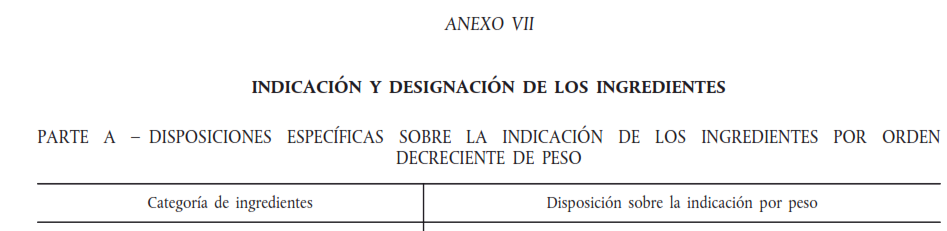 ANEXO VII
INDICACIÓN Y DESIGNACIÓN DE LOS INGREDIENTES
PARTE A – DISPOSICIONES ESPECÍFICAS SOBRE LA INDICACIÓN DE LOS INGREDIENTES POR ORDEN
DECRECIENTE DE PESO
Categoría de ingredientes
Disposición sobre la indicación por peso